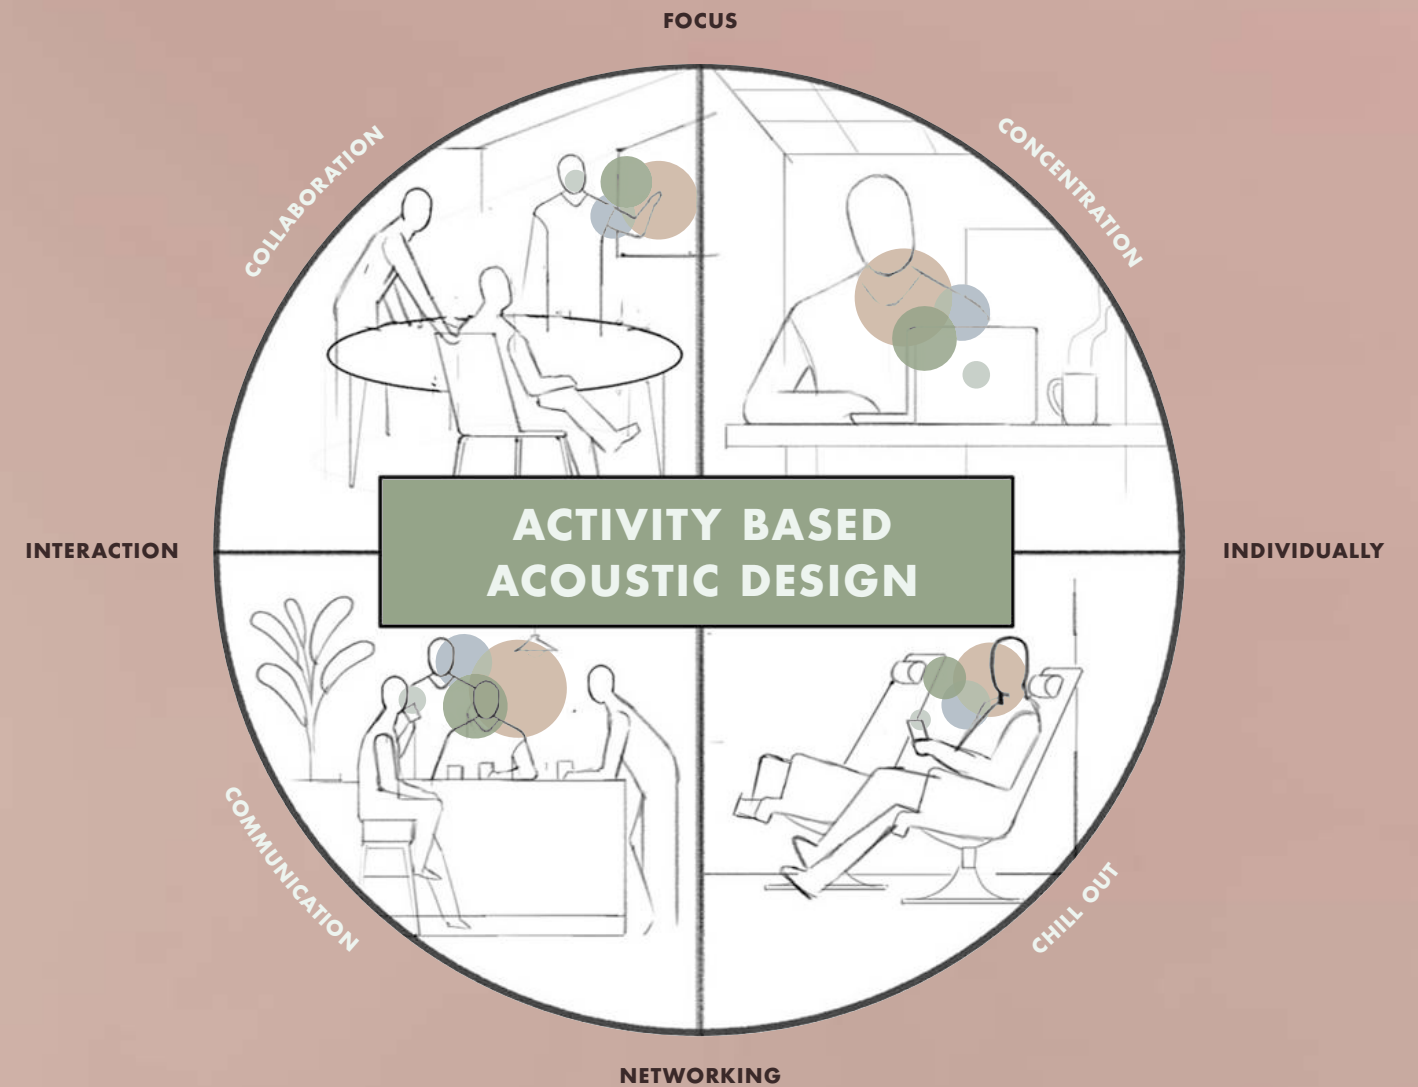 FOCUS
COLLABORATION
CONCENTRATION
ACTIVITY BASED
ACOUSTIC DESIGN
INTERACTION
INDIVIDUALLY
COMMUNICATION
CHILL OUT
NETWORKING